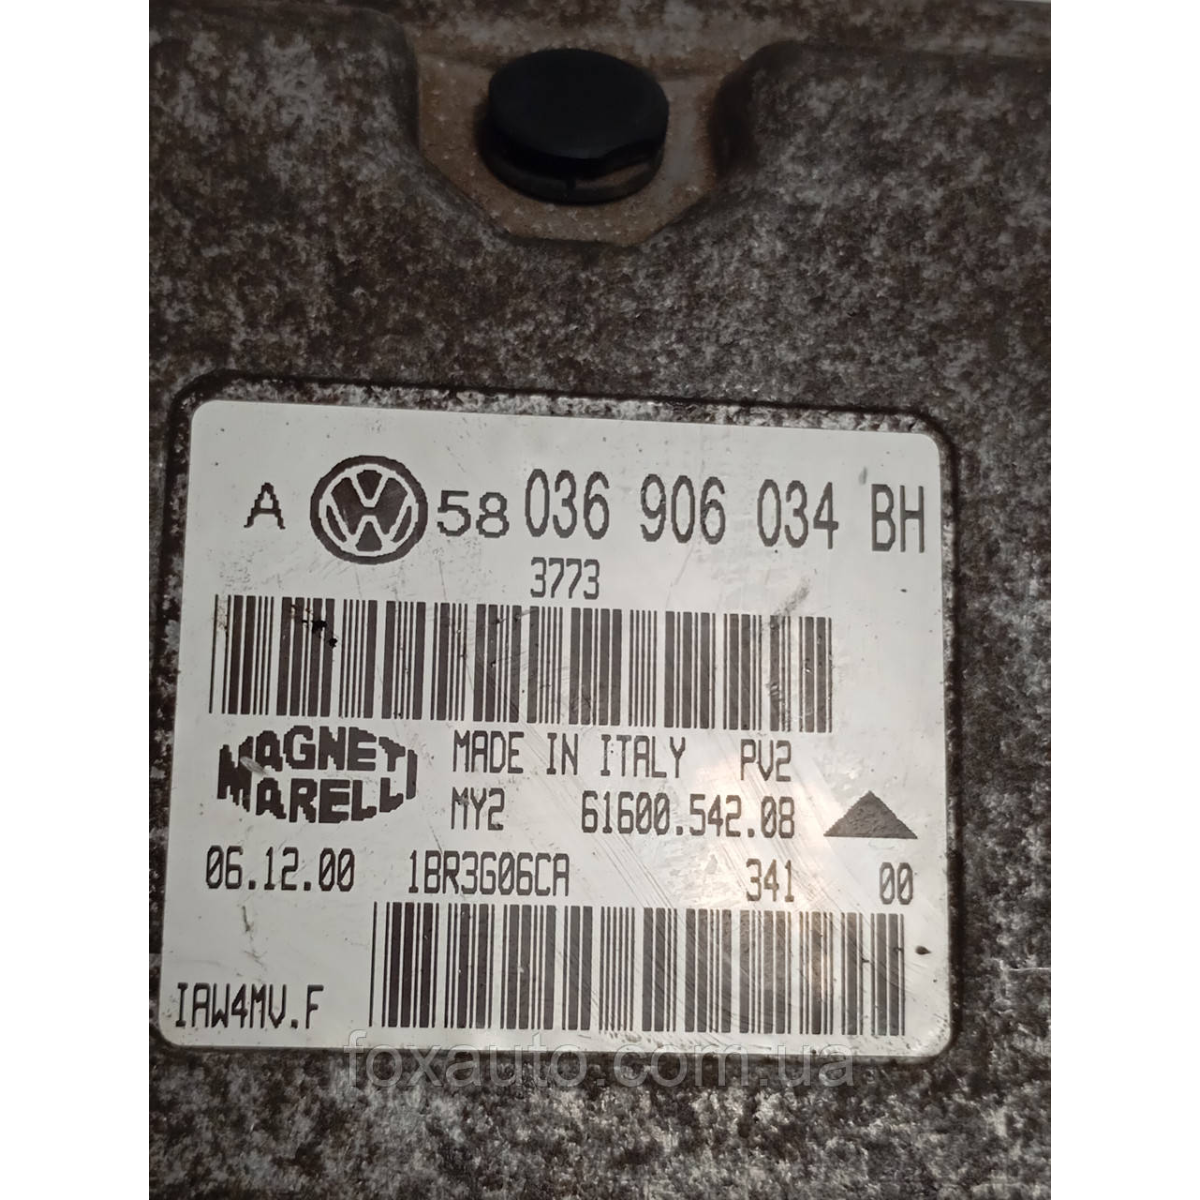 A VW 58 036 906 034 BH
3773
MAGNETI MARELLI MADE IN ITALY PV2
MY2 61600.542.08
06.12.00 1BR3G06CA 341 00
IAW4MV.F
foxauto.com.ua